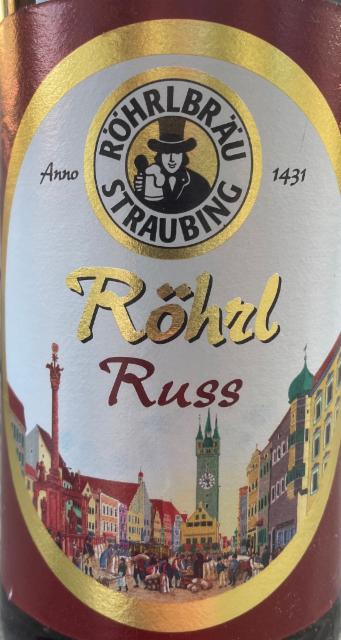 RÖHRLBRÄU
STRAUBING
Anno 1431
Röhrl
Russ